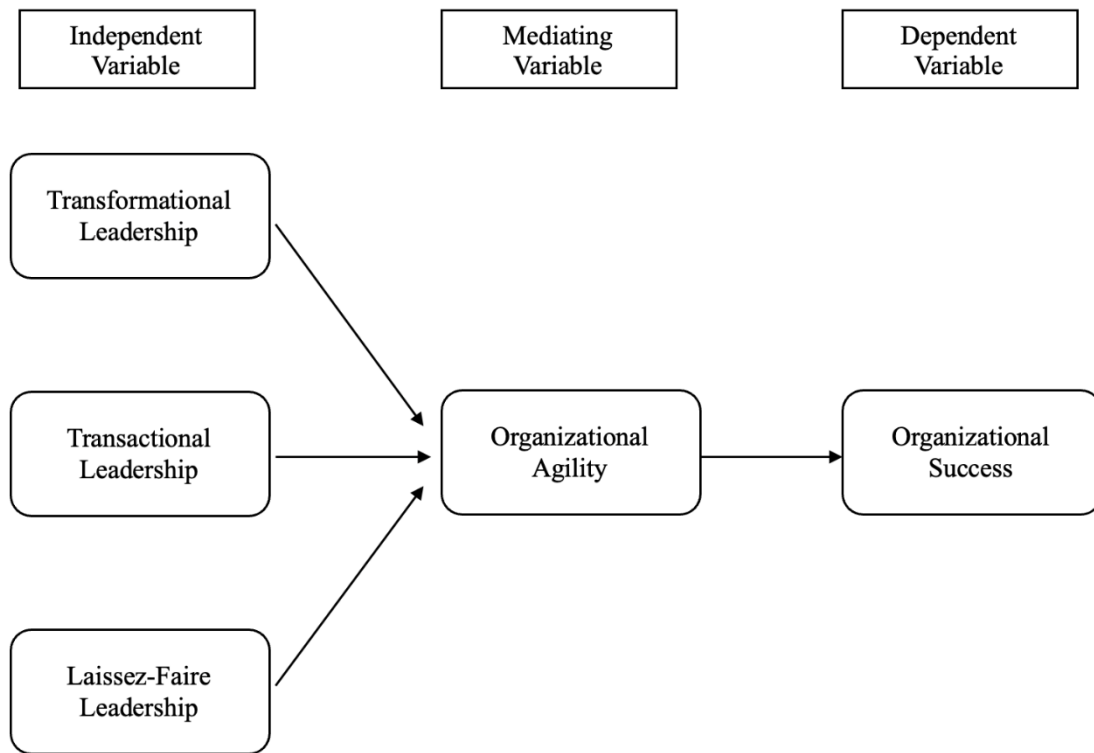 Independent
Variable
Mediating
Variable
Dependent
Variable
Transformational
Leadership
Transactional
Leadership
Organizational
Agility
Organizational
Success
Laissez-Faire
Leadership